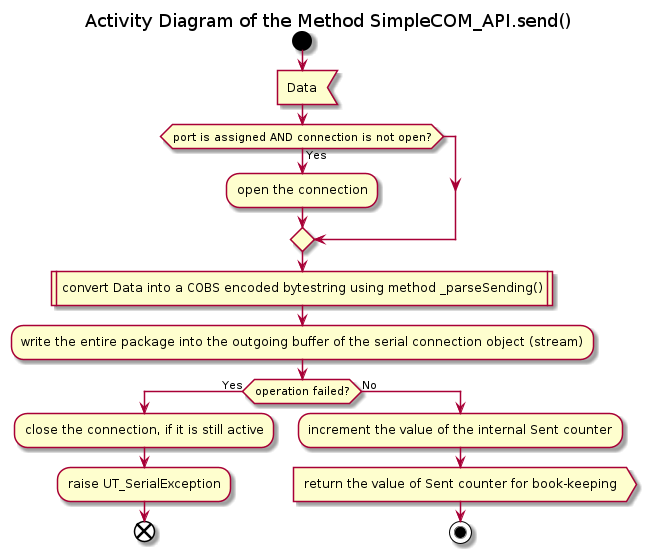 Activity Diagram of the Method SimpleCOM_API.send()
Data
port is assigned AND connection is not open?
Yes
open the connection
convert Data into a COBS encoded bytestring using method _parseSending()
write the entire package into the outgoing buffer of the serial connection object (stream)
Yes
operation failed?
No
close the connection, if it is still active
increment the value of the internal Sent counter
raise UT_SerialException
return the value of Sent counter for book-keeping